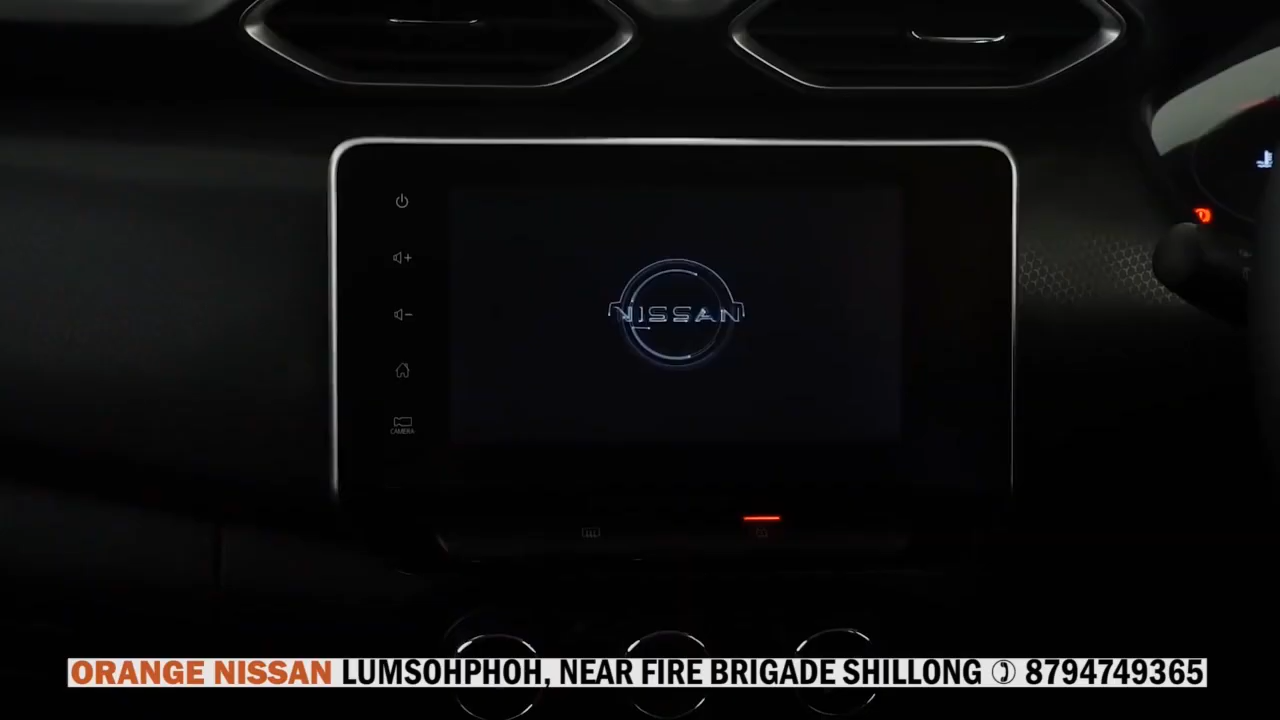 NISSAN
CAMERA
ORANGE NISSAN LUMSOHPHOH, NEAR FIRE BRIGADE SHILLONG ✆ 8794749365